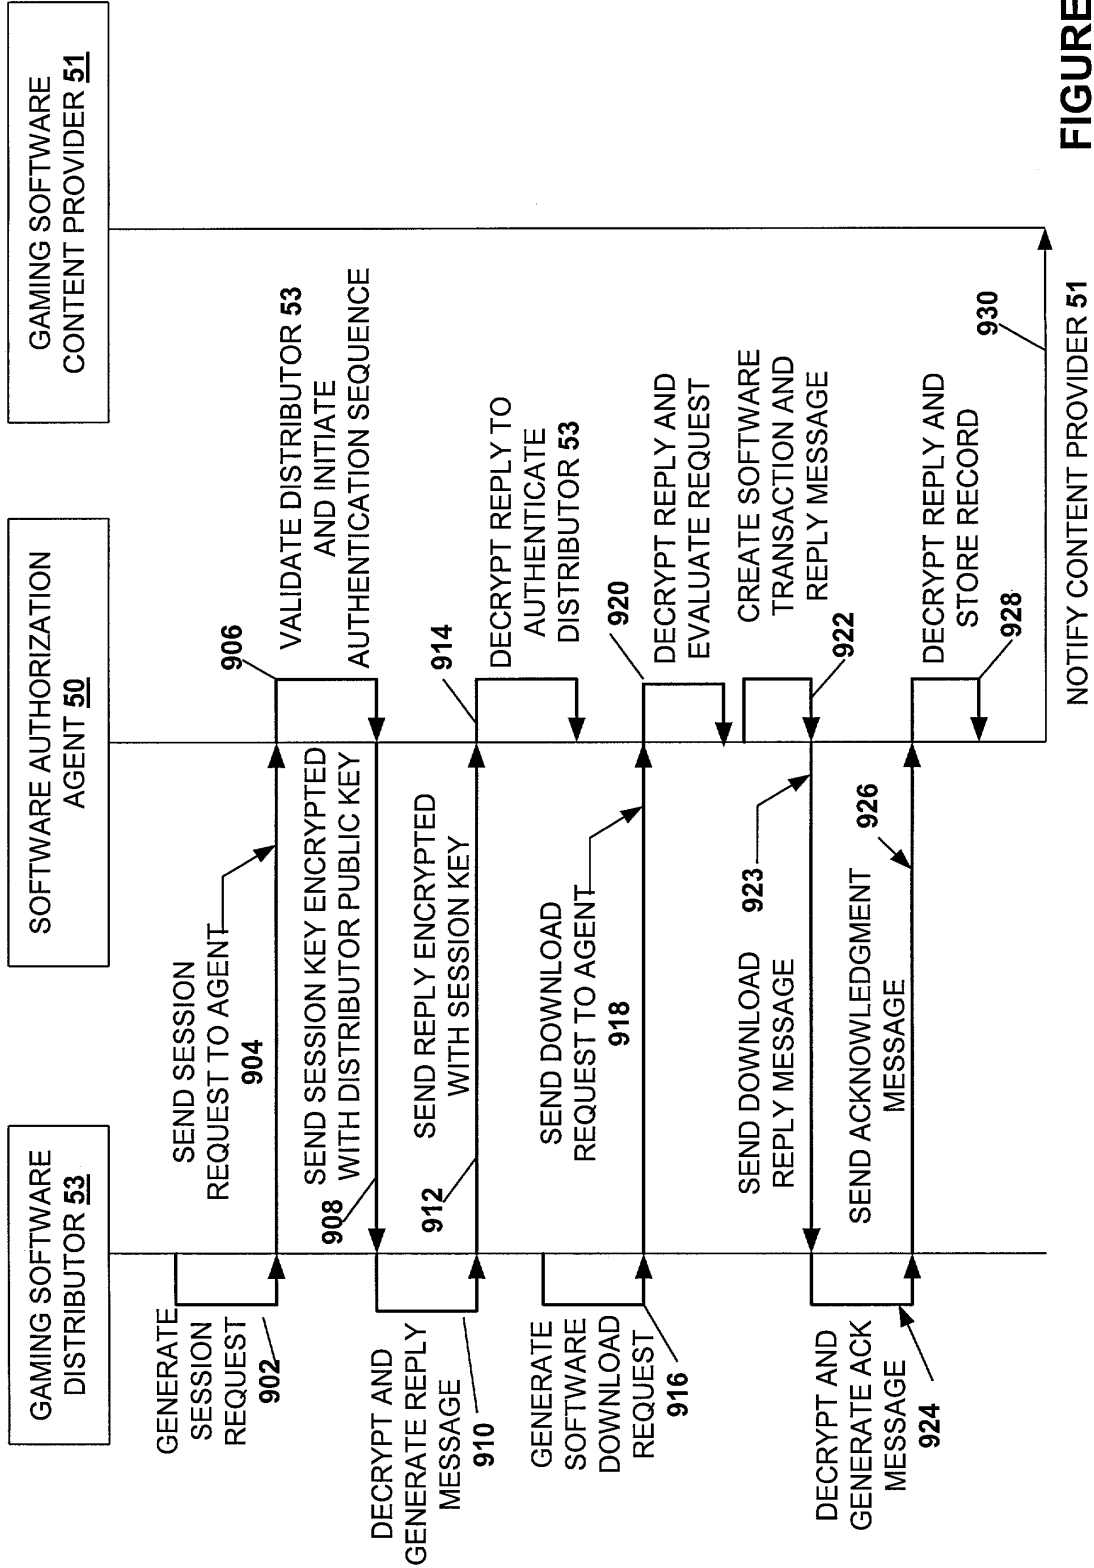 GAMING SOFTWARE
DISTRIBUTOR 53
SOFTWARE AUTHORIZATION
AGENT 50
GAMING SOFTWARE
CONTENT PROVIDER 51
GENERATE
SESSION
REQUEST
902
SEND SESSION
REQUEST TO AGENT
904
906
VALIDATE DISTRIBUTOR 53
AND INITIATE
AUTHENTICATION SEQUENCE
SEND SESSION KEY ENCRYPTED
WITH DISTRIBUTOR PUBLIC KEY
908
DECRYPT AND
GENERATE REPLY
MESSAGE
910
SEND REPLY ENCRYPTED
WITH SESSION KEY
912
914
DECRYPT REPLY TO
AUTHENTICATE
DISTRIBUTOR 53
GENERATE
SOFTWARE
DOWNLOAD
REQUEST
916
SEND DOWNLOAD
REQUEST TO AGENT
918
920
DECRYPT REPLY AND
EVALUATE REQUEST
CREATE SOFTWARE
TRANSACTION AND
REPLY MESSAGE
922
923
SEND DOWNLOAD
REPLY MESSAGE
DECRYPT AND
GENERATE ACK
MESSAGE
924
SEND ACKNOWLEDGMENT
MESSAGE
926
DECRYPT REPLY AND
STORE RECORD
928
930
NOTIFY CONTENT PROVIDER 51
FIGURE